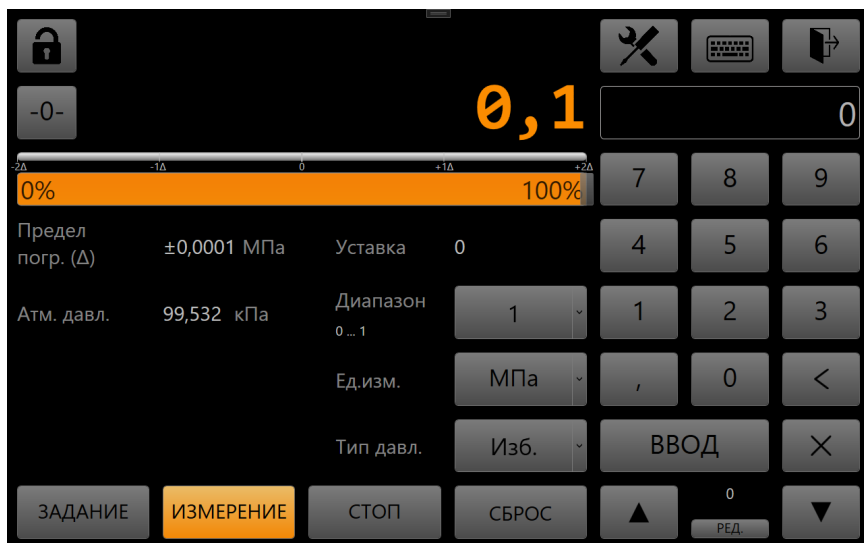 -0-
0,1
0
-2Δ -1Δ 0 +1Δ +2Δ
0% 100%
7 8 9
Предел
погр. (Δ)
±0,0001 МПа
Уставка 0
4 5 6
Атм. давл. 99,532 кПа
Диапазон
0 ... 1
1
1 2 3
Ед.изм. МПа
, 0 <
Тип давл. Изб.
ВВОД
ЗАДАНИЕ ИЗМЕРЕНИЕ СТОП СБРОС
0
РЕД.